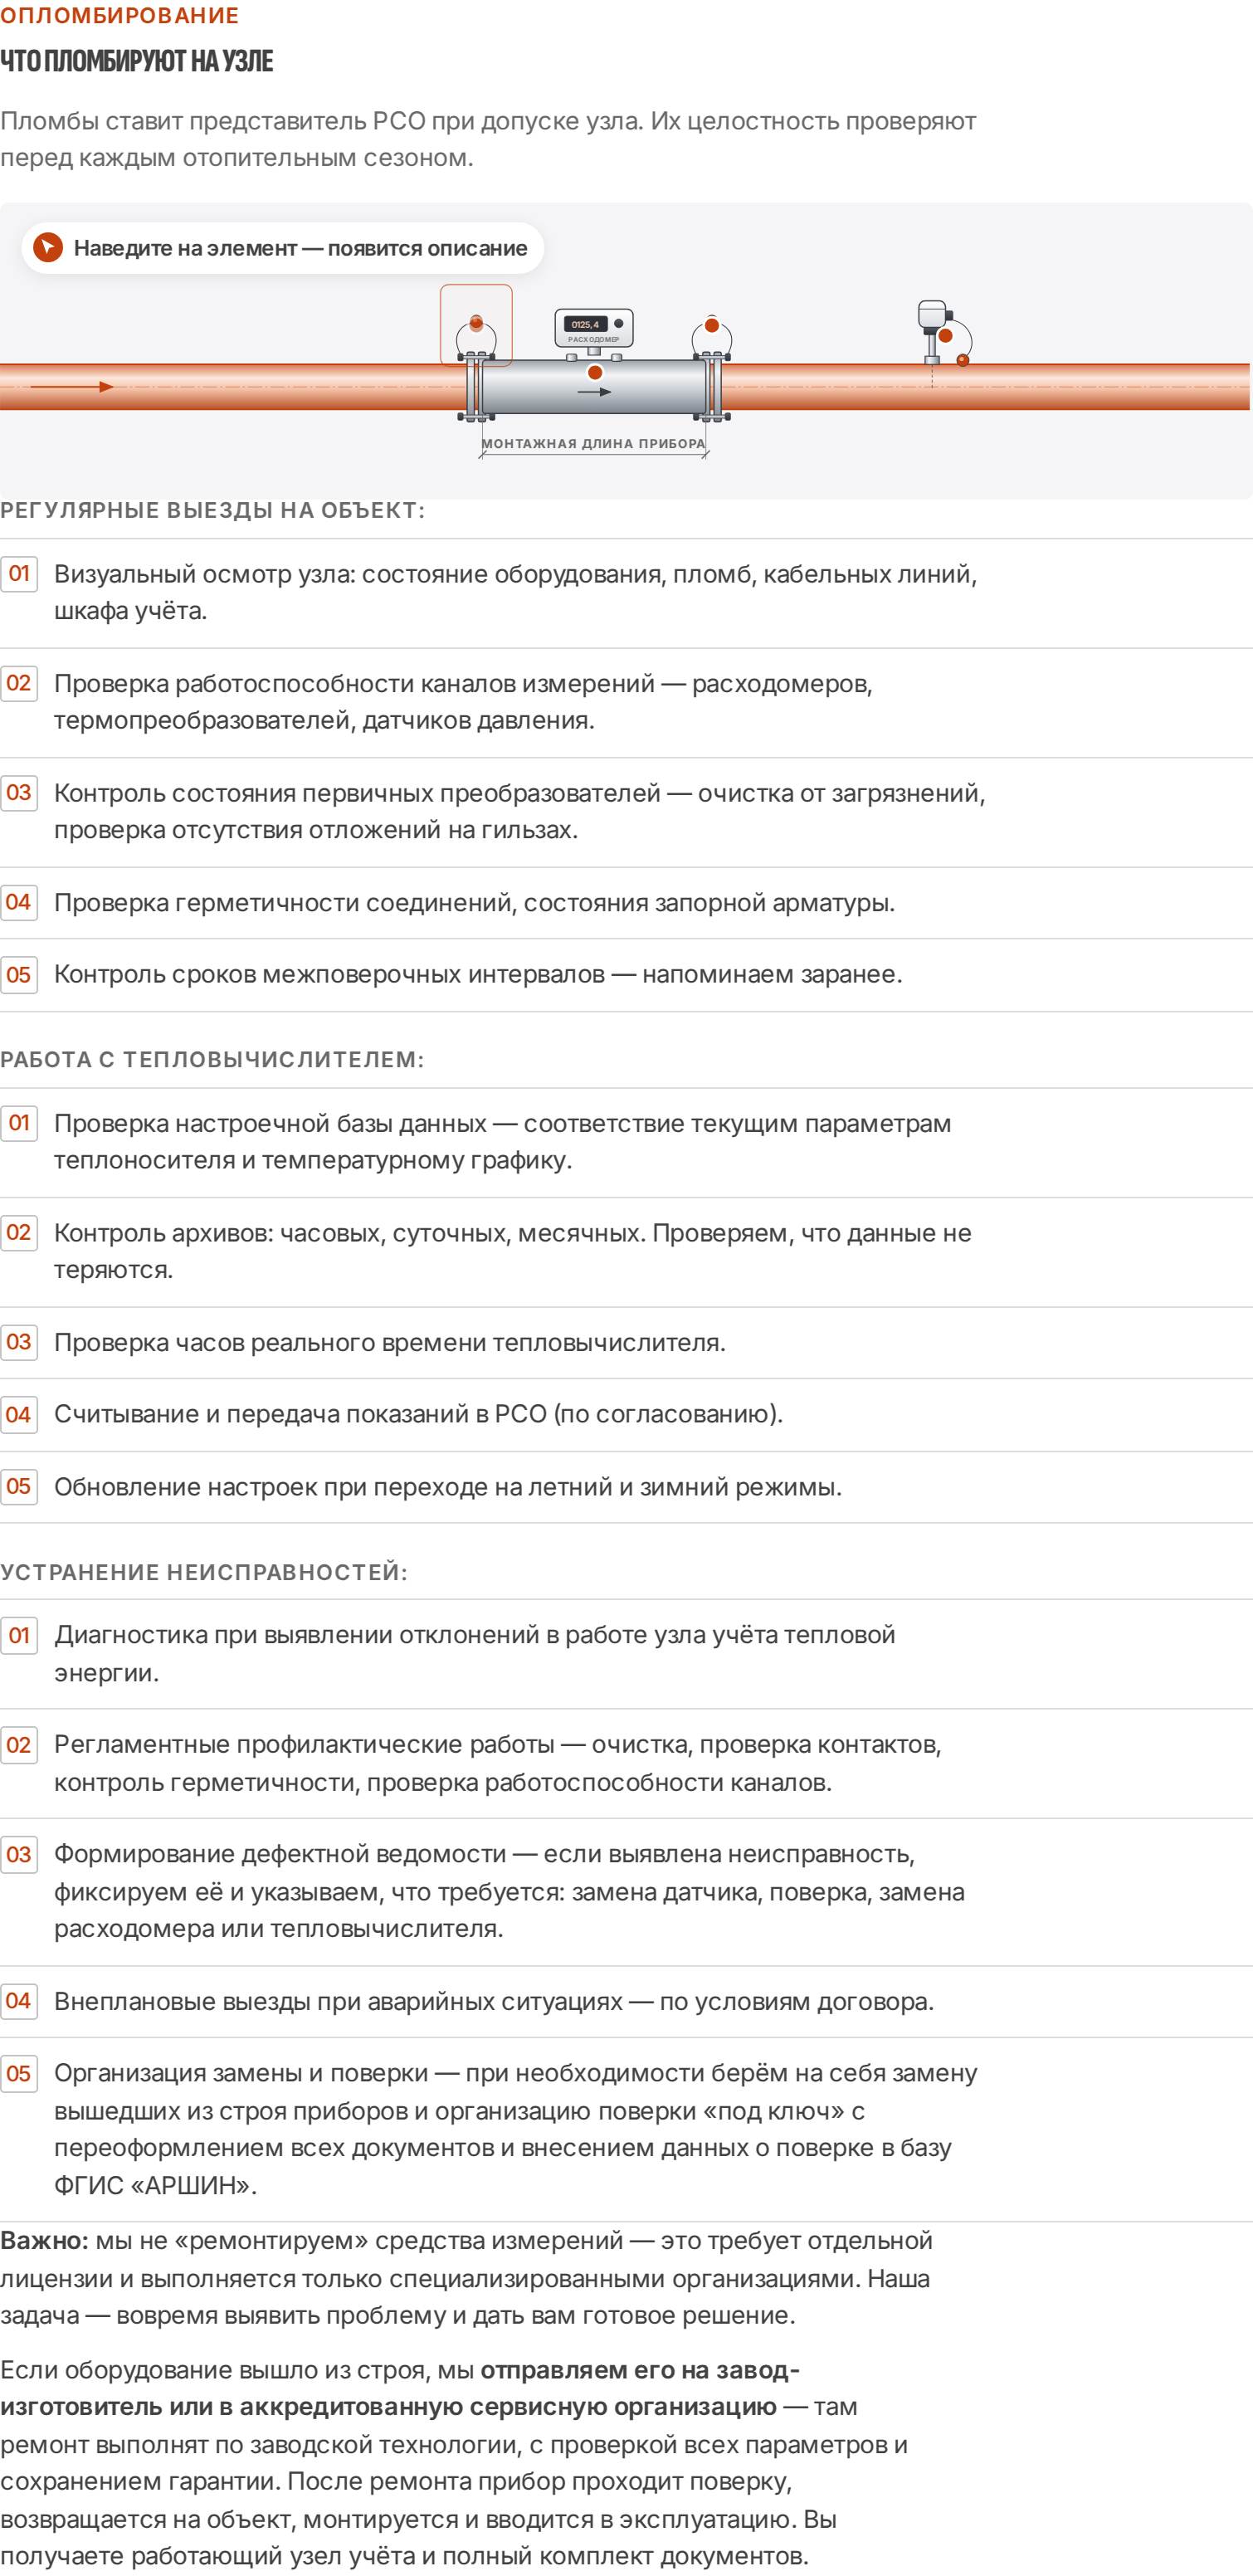 ОПЛОМБИРОВАНИЕ
ЧТО ПЛОМБИРУЮТ НА УЗЛЕ
Пломбы ставит представитель РСО при допуске узла. Их целостность проверяют
перед каждым отопительным сезоном.
Наведите на элемент — появится описание
0125,4
РАСХОДОМЕР
МОНТАЖНАЯ ДЛИНА ПРИБОРА
РЕГУЛЯРНЫЕ ВЫЕЗДЫ НА ОБЪЕКТ:
01 Визуальный осмотр узла: состояние оборудования, пломб, кабельных линий,
шкафа учёта.
02 Проверка работоспособности каналов измерений — расходомеров,
термопреобразователей, датчиков давления.
03 Контроль состояния первичных преобразователей — очистка от загрязнений,
проверка отсутствия отложений на гильзах.
04 Проверка герметичности соединений, состояния запорной арматуры.
05 Контроль сроков межповерочных интервалов — напоминаем заранее.
РАБОТА С ТЕПЛОВЫЧИСЛИТЕЛЕМ:
01 Проверка настроечной базы данных — соответствие текущим параметрам
теплоносителя и температурному графику.
02 Контроль архивов: часовых, суточных, месячных. Проверяем, что данные не
теряются.
03 Проверка часов реального времени тепловычислителя.
04 Считывание и передача показаний в РСО (по согласованию).
05 Обновление настроек при переходе на летний и зимний режимы.
УСТРАНЕНИЕ НЕИСПРАВНОСТЕЙ:
01 Диагностика при выявлении отклонений в работе узла учёта тепловой
энергии.
02 Регламентные профилактические работы — очистка, проверка контактов,
контроль герметичности, проверка работоспособности каналов.
03 Формирование дефектной ведомости — если выявлена неисправность,
фиксируем её и указываем, что требуется: замена датчика, поверка, замена
расходомера или тепловычислителя.
04 Внеплановые выезды при аварийных ситуациях — по условиям договора.
05 Организация замены и поверки — при необходимости берём на себя замену
вышедших из строя приборов и организацию поверки «под ключ» с
переоформлением всех документов и внесением данных о поверке в базу
ФГИС «АРШИН».
Важно: мы не «ремонтируем» средства измерений — это требует отдельной
лицензии и выполняется только специализированными организациями. Наша
задача — вовремя выявить проблему и дать вам готовое решение.
Если оборудование вышло из строя, мы отправляем его на завод-
изготовитель или в аккредитованную сервисную организацию — там
ремонт выполнят по заводской технологии, с проверкой всех параметров и
сохранением гарантии. После ремонта прибор проходит поверку,
возвращается на объект, монтируется и вводится в эксплуатацию. Вы
получаете работающий узел учёта и полный комплект документов.